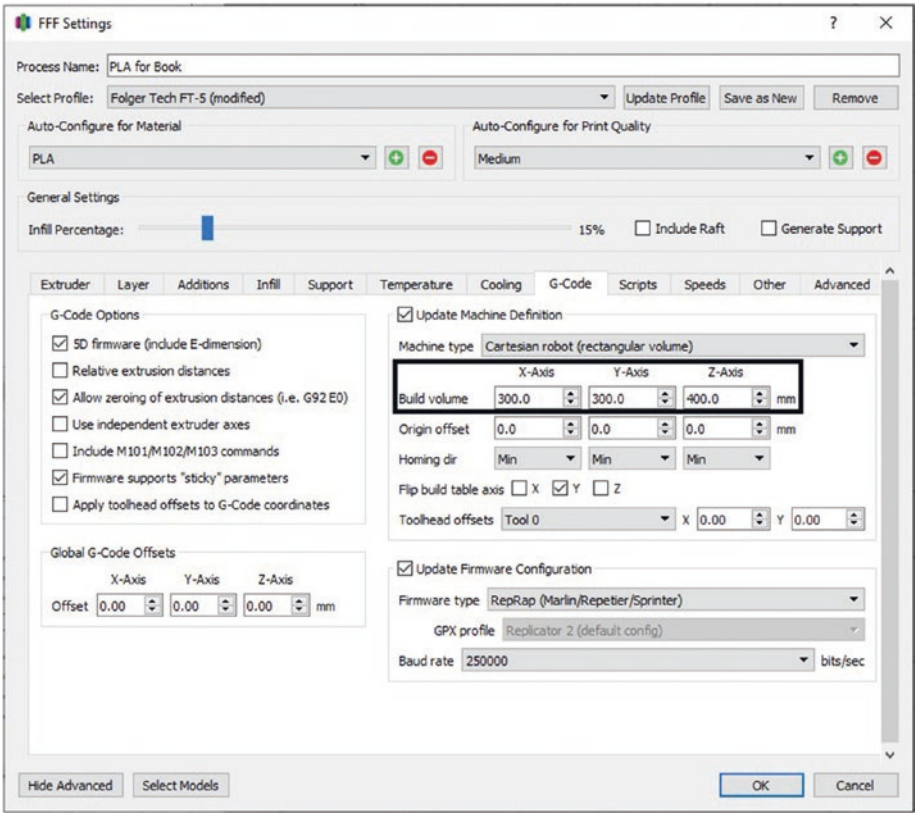 FFF Settings
Process Name: PLA for Book
Select Profile: Folger Tech FT-5 (modified) Update Profile Save as New Remove
Auto-Configure for Material
PLA
Auto-Configure for Print Quality
Medium
General Settings
Infill Percentage: 15% Include Raft Generate Support
Extruder Layer Additions Infill Support Temperature Cooling G-Code Scripts Speeds Other Advanced
G-Code Options
5D firmware (include E-dimension)
Relative extrusion distances
Allow zeroing of extrusion distances (i.e. G92 E0)
Use independent extruder axes
Include M101/M102/M103 commands
Firmware supports "sticky" parameters
Apply toolhead offsets to G-Code coordinates
Global G-Code Offsets
X-Axis Y-Axis Z-Axis
Offset 0.00 0.00 0.00 mm
Update Machine Definition
Machine type Cartesian robot (rectangular volume)
X-Axis Y-Axis Z-Axis
Build volume 300.0 300.0 400.0 mm
Origin offset 0.0 0.0 0.0 mm
Homing dir Min Min Min
Flip build table axis X Y Z
Toolhead offsets Tool 0 X 0.00 Y 0.00
Update Firmware Configuration
Firmware type RepRap (Marlin/Repetier/Sprinter)
GPX profile Replicator 2 (default config)
Baud rate 250000 bits/sec
Hide Advanced Select Models OK Cancel